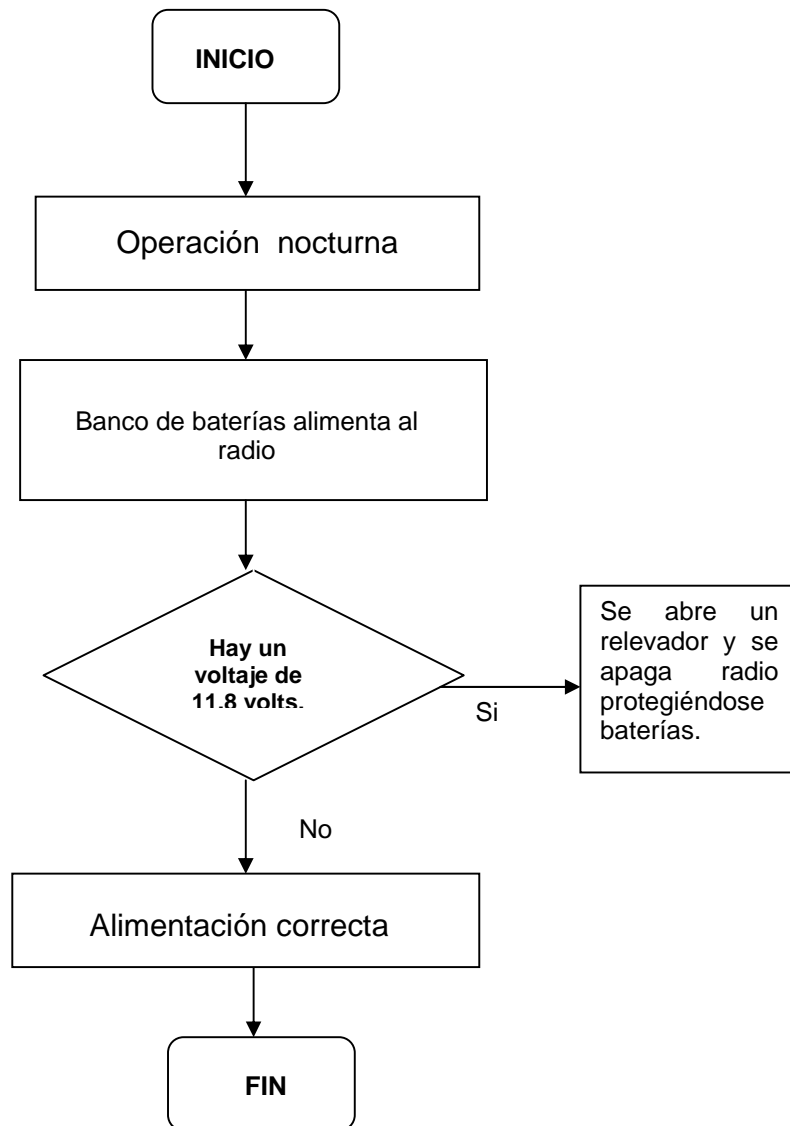 INICIO
Operación nocturna
Banco de baterías alimenta al
radio
Hay un
voltaje de
11.8 volts.
Si
Se abre un
relevador y se
apaga radio
protegiéndose
baterías.
No
Alimentación correcta
FIN